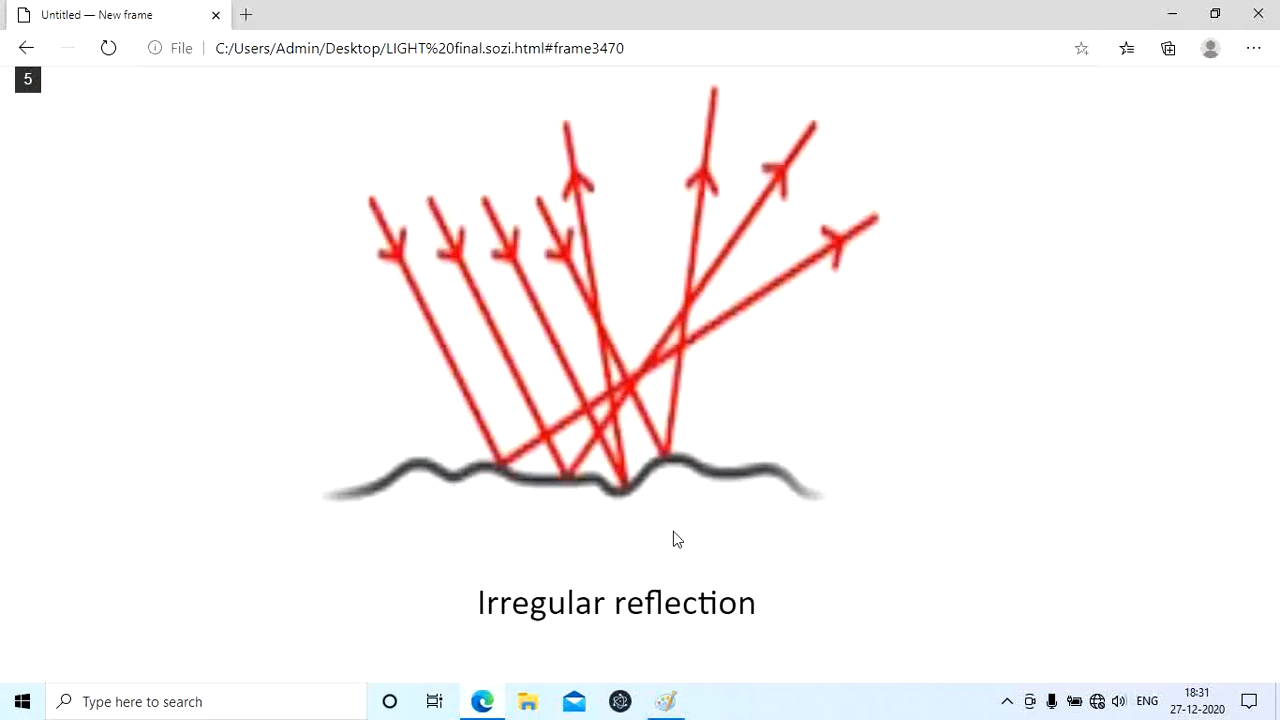 Untitled — New frame
File
C:/Users/Admin/Desktop/LIGHT%20final.sozi.html#frame3470
5
Irregular reflection
Type here to search
ENG
18:31
27-12-2020